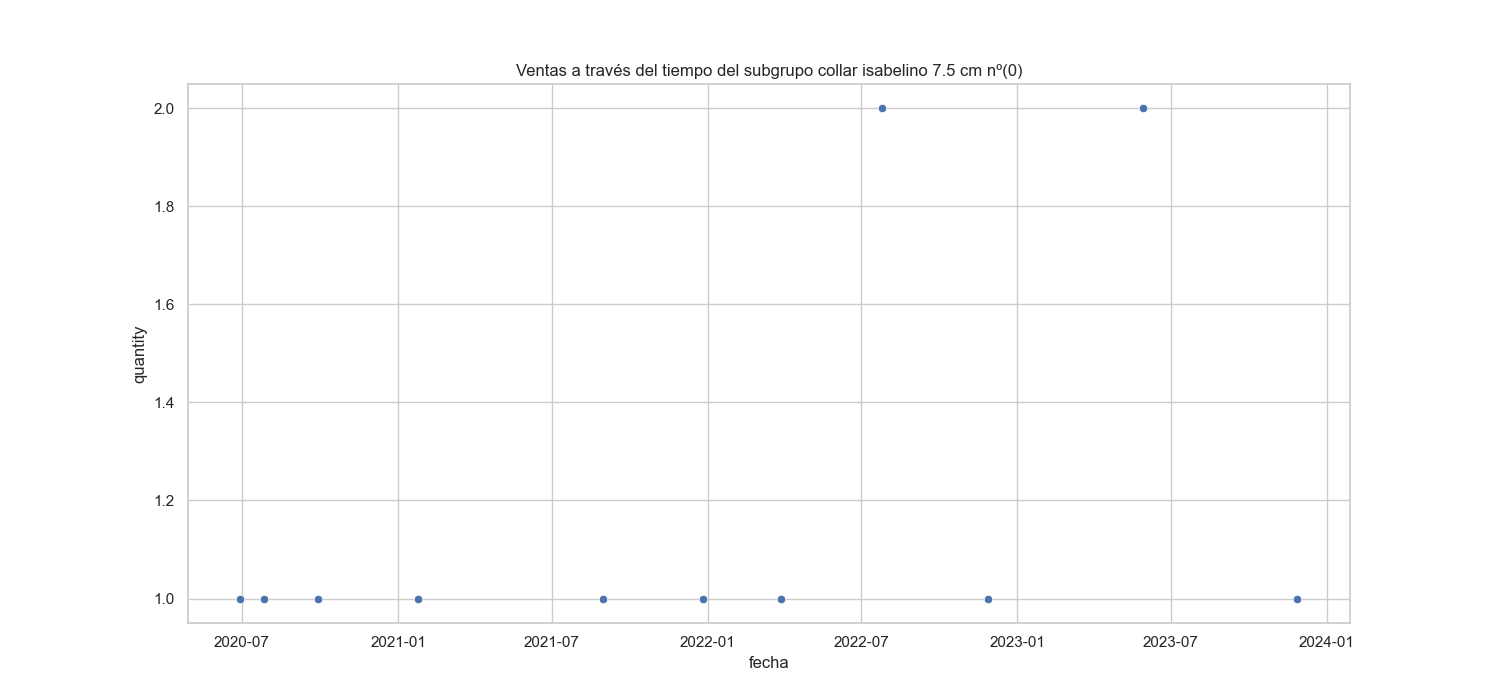 Ventas a través del tiempo del subgrupo collar isabelino 7.5 cm nº(0)
2.0
1.8
1.6
1.4
1.2
1.0
quantity
2020-07 2021-01 2021-07 2022-01 2022-07 2023-01 2023-07 2024-01
fecha